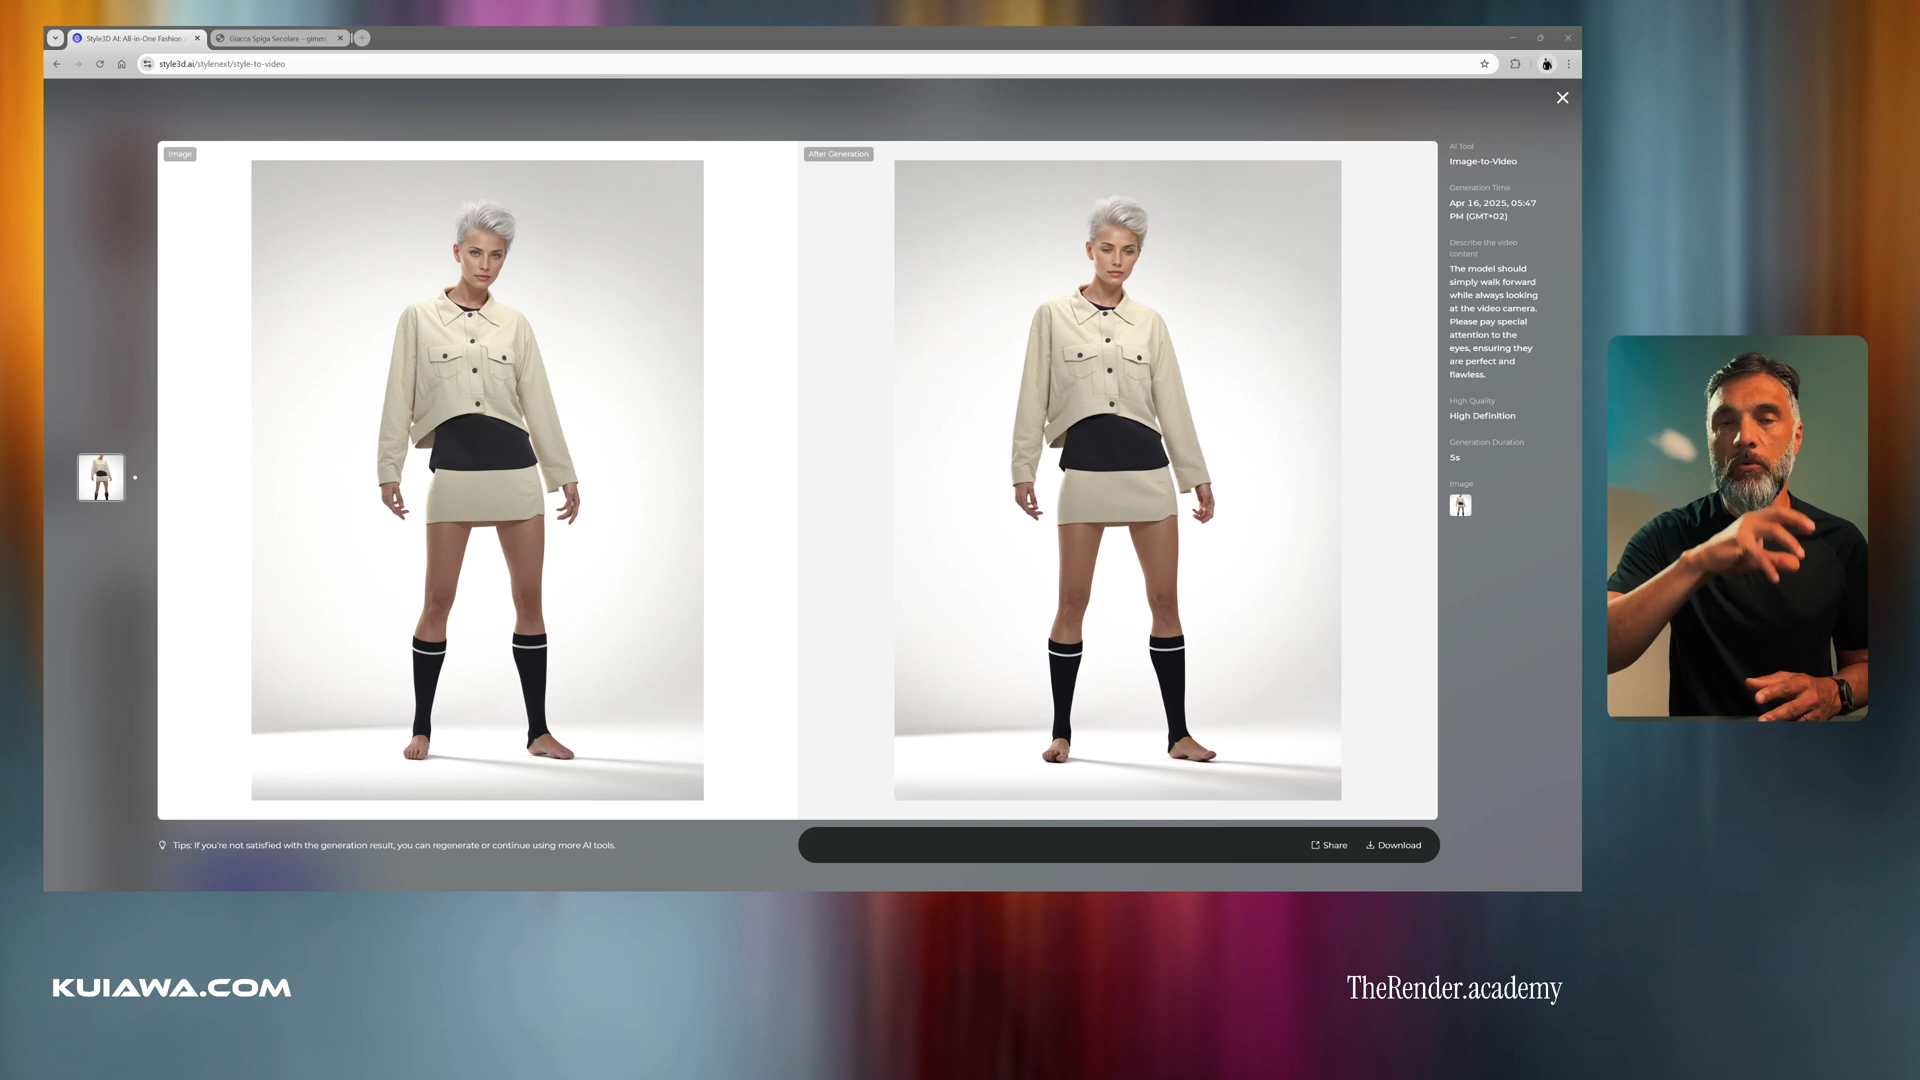 Style3D AI: All-in-One Fashion
Giacca Spiga Secolare – gimm
style3d.ai/stylenext/style-to-video
Image
After Generation
AI Tool
Image-to-Video
Generation Time
Apr 16, 2025, 05:47
PM (GMT+02)
Describe the video
content
The model should
simply walk forward
while always looking
at the video camera.
Please pay special
attention to the
eyes, ensuring they
are perfect and
flawless.
High Quality
High Definition
Generation Duration
5s
Image
Tips: If you're not satisfied with the generation result, you can regenerate or continue using more AI tools.
Share
Download
KUIAWA.COM
TheRender.academy